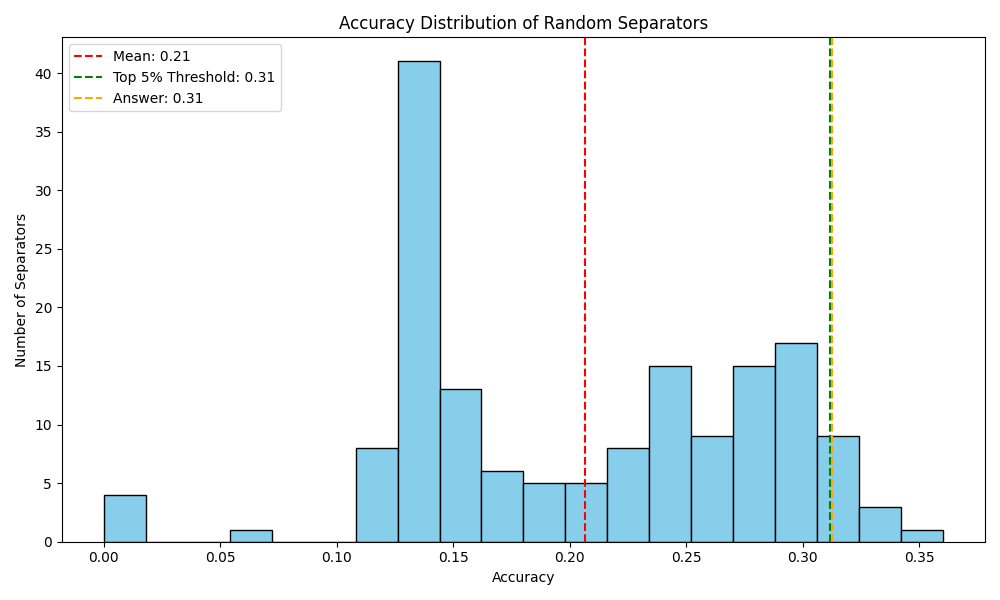 Accuracy Distribution of Random Separators
Mean: 0.21
Top 5% Threshold: 0.31
Answer: 0.31
Number of Separators
40
35
30
25
20
15
10
5
0
0.00 0.05 0.10 0.15 0.20 0.25 0.30 0.35
Accuracy